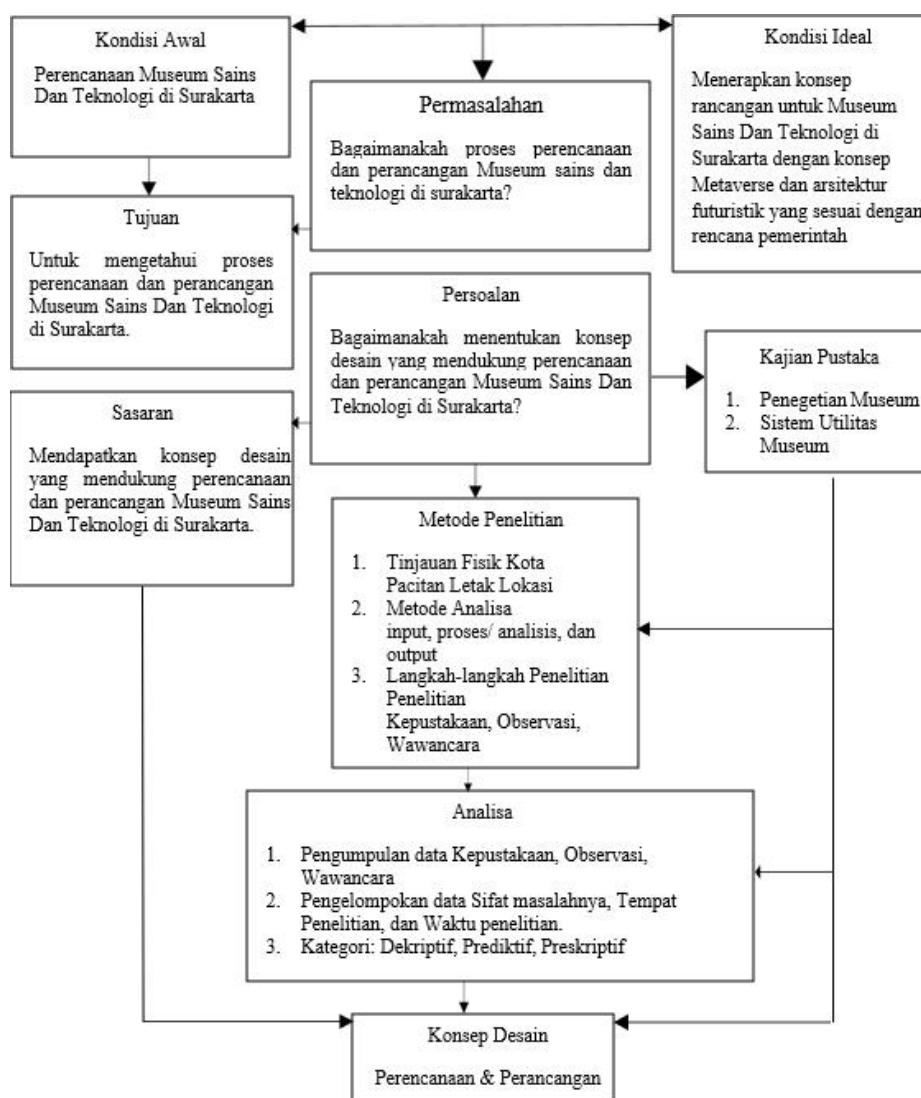 Kondisi Awal
Perencanaan Museum Sains
Dan Teknologi di Surakarta
Kondisi Ideal
Menerapkan konsep
rancangan untuk Museum
Sains Dan Teknologi di
Surakarta dengan konsep
Metaverse dan arsitektur
futuristik yang sesuai dengan
rencana pemerintah
Permasalahan
Bagaimanakah proses perencanaan
dan perancangan Museum sains dan
teknologi di surakarta?
Tujuan
Untuk mengetahui proses
perencanaan dan perancangan
Museum Sains Dan Teknologi
di Surakarta.
Persoalan
Bagaimanakah menentukan konsep
desain yang mendukung perencanaan
dan perancangan Museum Sains Dan
Teknologi di Surakarta?
Kajian Pustaka
1. Penegetian Museum
2. Sistem Utilitas
Museum
Sasaran
Mendapatkan konsep desain
yang mendukung perencanaan
dan perancangan Museum Sains
Dan Teknologi di Surakarta.
Metode Penelitian
1. Tinjauan Fisik Kota
Pacitan Letak Lokasi
2. Metode Analisa
input, proses/ analisis, dan
output
3. Langkah-langkah Penelitian
Penelitian
Kepustakaan, Observasi,
Wawancara
Analisa
1. Pengumpulan data Kepustakaan, Observasi,
Wawancara
2. Pengelompokan data Sifat masalahnya, Tempat
Penelitian, dan Waktu penelitian.
3. Kategori: Dekriptif, Prediktif, Preskriptif
Konsep Desain
Perencanaan & Perancangan